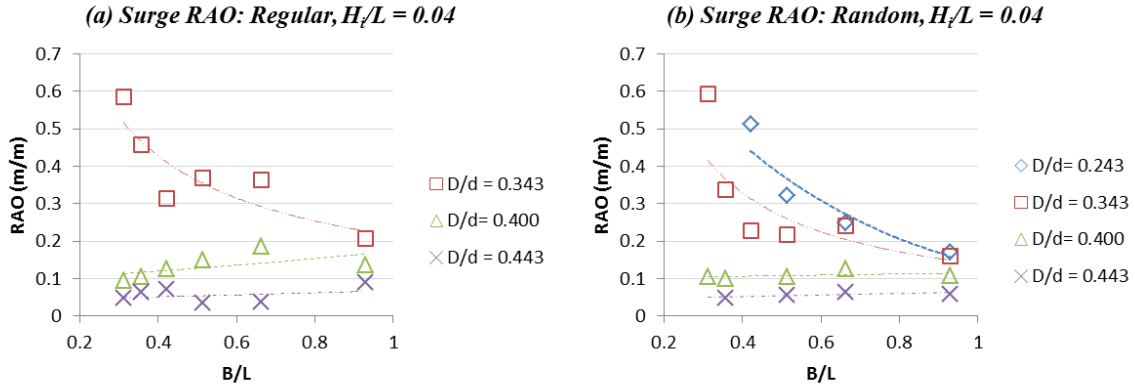 (a) Surge RAO: Regular, Hᵢ/L = 0.04
0.7
0.6
0.5
0.4
0.3
0.2
0.1
0
RAO (m/m)
0.2 0.4 0.6 0.8 1
B/L
D/d = 0.343
D/d = 0.400
D/d = 0.443
(b) Surge RAO: Random, Hᵢ/L = 0.04
0.7
0.6
0.5
0.4
0.3
0.2
0.1
0
RAO (m/m)
0.2 0.4 0.6 0.8 1
B/L
D/d= 0.243
D/d = 0.343
D/d= 0.400
D/d = 0.443